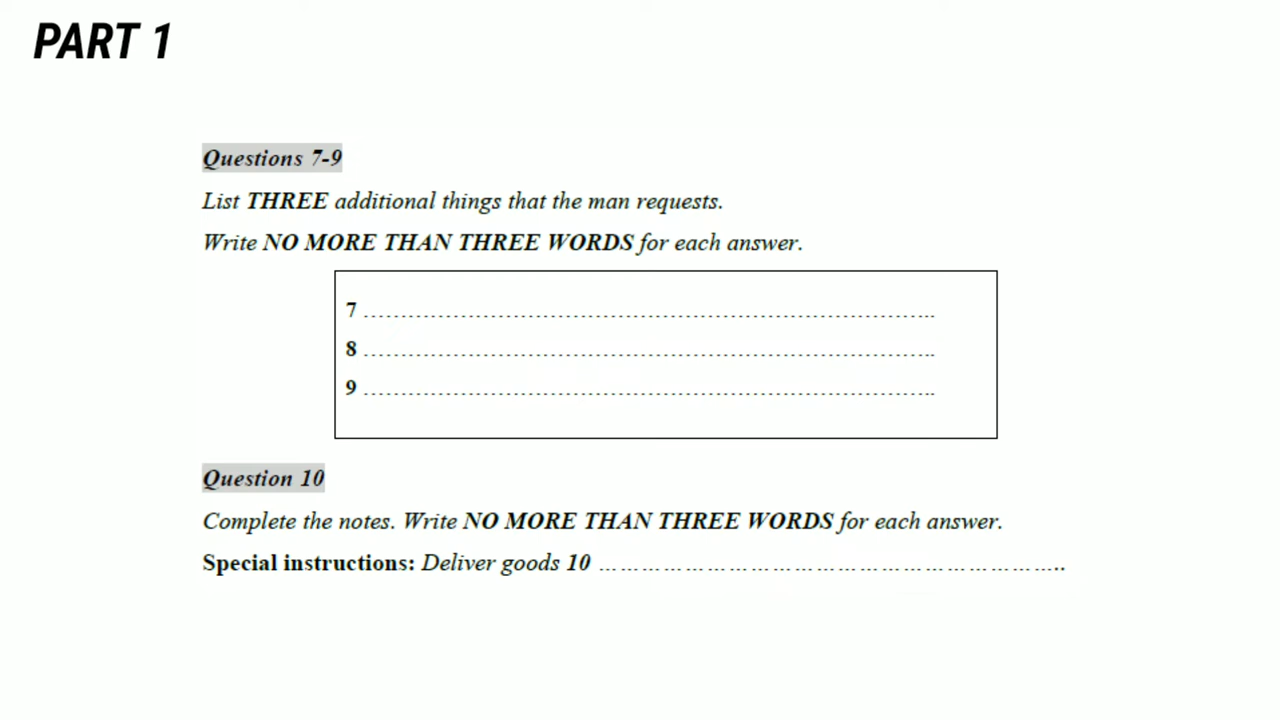 PART 1
Questions 7-9
List THREE additional things that the man requests.
Write NO MORE THAN THREE WORDS for each answer.
7 ………………………………………………………………..
8 ………………………………………………………………..
9 ………………………………………………………………..
Question 10
Complete the notes. Write NO MORE THAN THREE WORDS for each answer.
Special instructions: Deliver goods 10 ……………………………………………………..